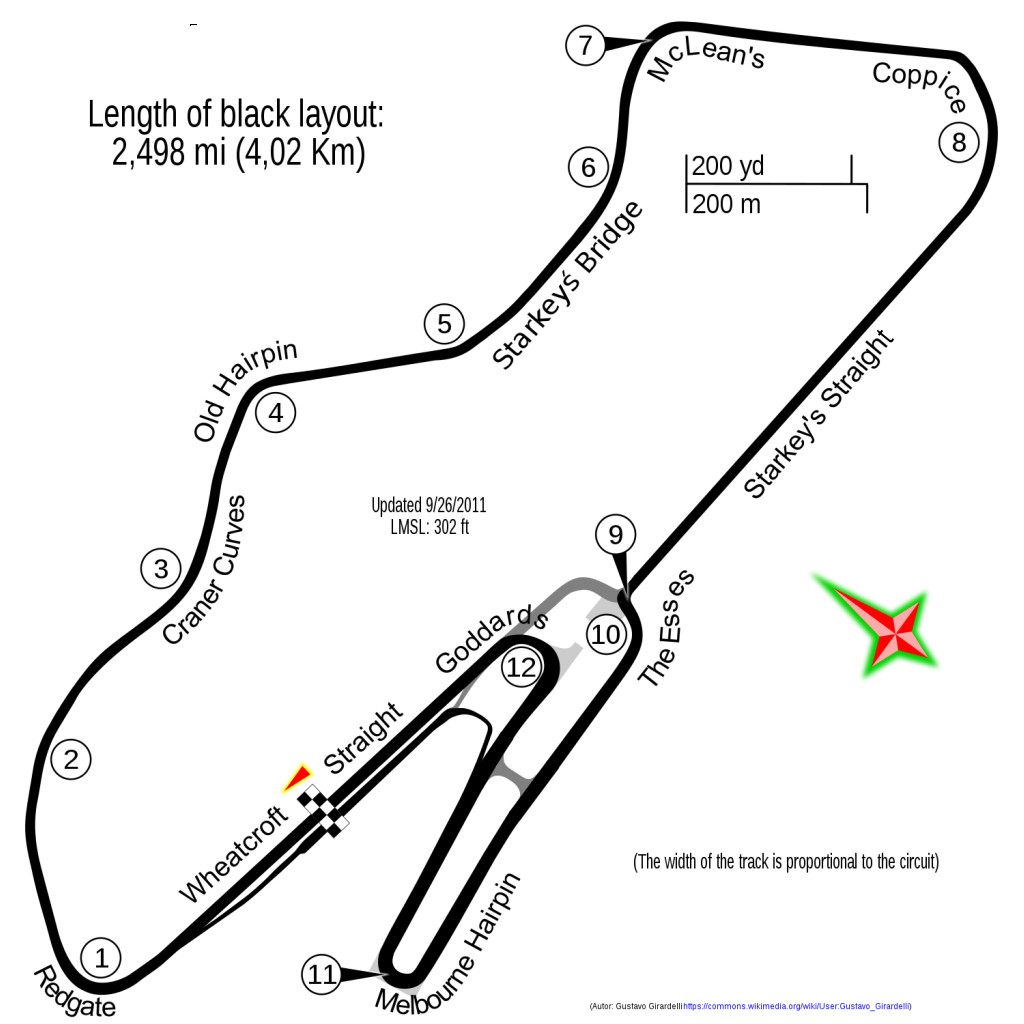 Length of black layout:
2,498 mi (4,02 Km)
7
McLean's
Coppice
8
200 yd
200 m
6
Starkeyś Bridge
5
Old Hairpin
4
Starkey's Straight
Updated 9/26/2011
LMSL: 302 ft
Craner Curves
3
9
The Esses
10
Goddards
12
Straight
2
Wheatcroft
(The width of the track is proportional to the circuit)
Melbourne Hairpin
11
1
Redgate
(Autor: Gustavo Girardelli https://commons.wikimedia.org/wiki/User:Gustavo_Girardelli)